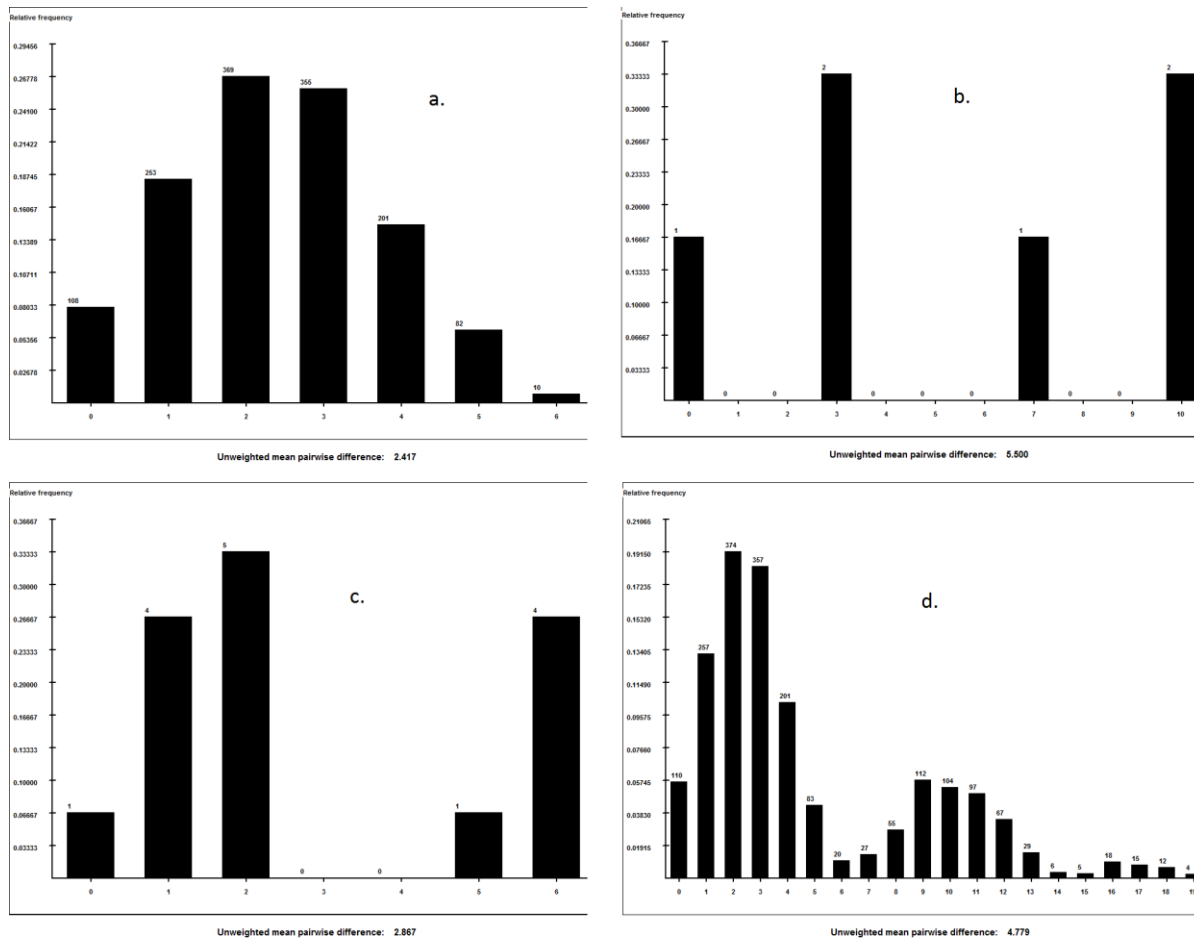 Relative frequency
0.29456
0.26778
0.24100
0.21422
0.18745
0.16067
0.13389
0.10711
0.08033
0.05356
0.02678
108
253
369
355
201
82
10
a.
0 1 2 3 4 5 6
Unweighted mean pairwise difference: 2.417
Relative frequency
0.36667
0.33333
0.30000
0.26667
0.23333
0.20000
0.16667
0.13333
0.10000
0.06667
0.03333
1 0 0 2 0 0 0 1 0 0 2
b.
0 1 2 3 4 5 6 7 8 9 10
Unweighted mean pairwise difference: 5.500
Relative frequency
0.36667
0.33333
0.30000
0.26667
0.23333
0.20000
0.16667
0.13333
0.10000
0.06667
0.03333
1 4 5 0 0 1 4
c.
0 1 2 3 4 5 6
Unweighted mean pairwise difference: 2.867
Relative frequency
0.21065
0.19150
0.17235
0.15320
0.13405
0.11490
0.09575
0.07660
0.05745
0.03830
0.01915
110 257 374 357 201 83 20 27 55 112 104 97 67 29 6 5 18 15 12 4
d.
0 1 2 3 4 5 6 7 8 9 10 11 12 13 14 15 16 17 18
Unweighted mean pairwise difference: 4.779